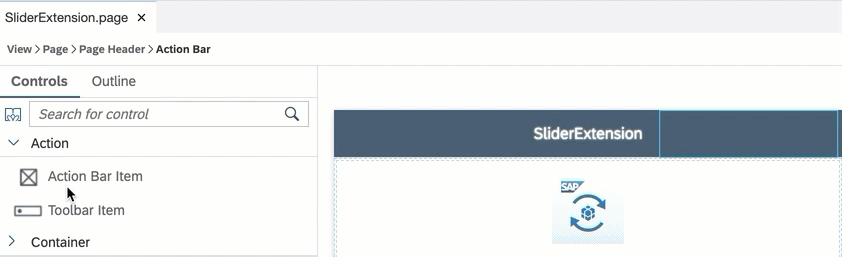 SliderExtension.page ×
View > Page > Page Header > Action Bar
Controls Outline
Search for control
Action
Action Bar Item
Toolbar Item
Container
SliderExtension
SAP